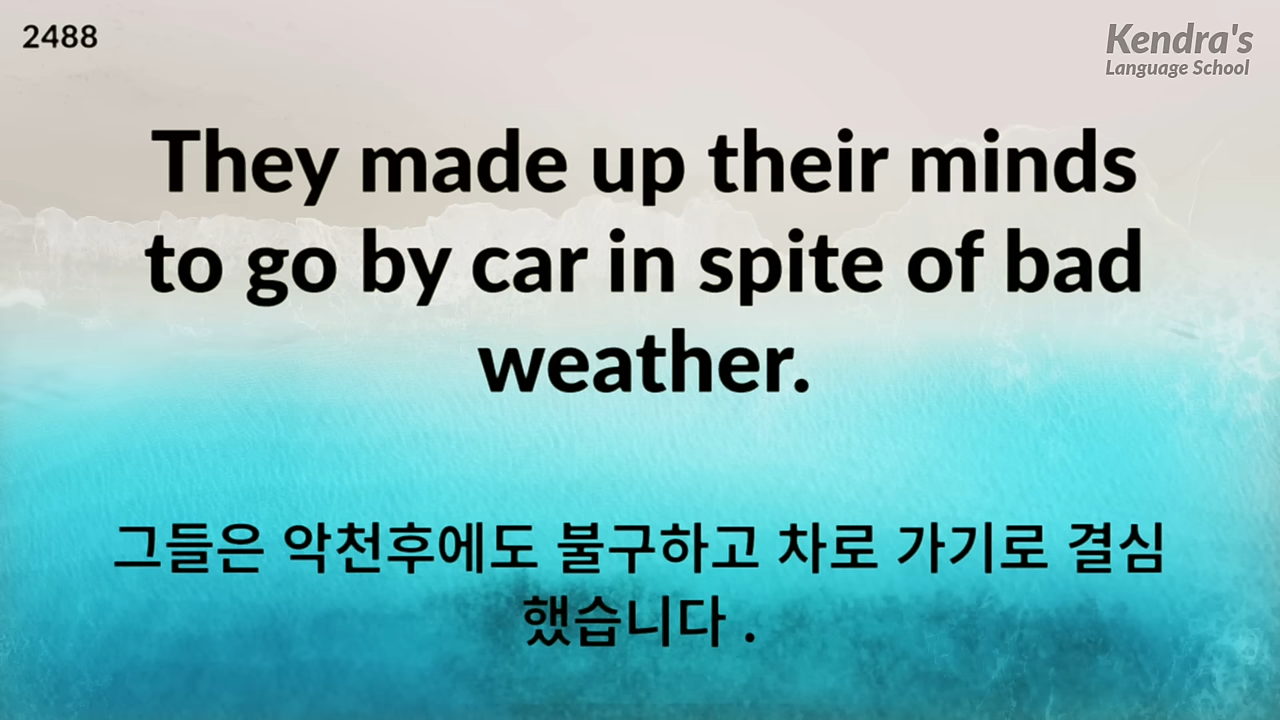 2488
Kendra's
Language School
They made up their minds
to go by car in spite of bad
weather.
그들은 악천후에도 불구하고 차로 가기로 결심
했습니다 .